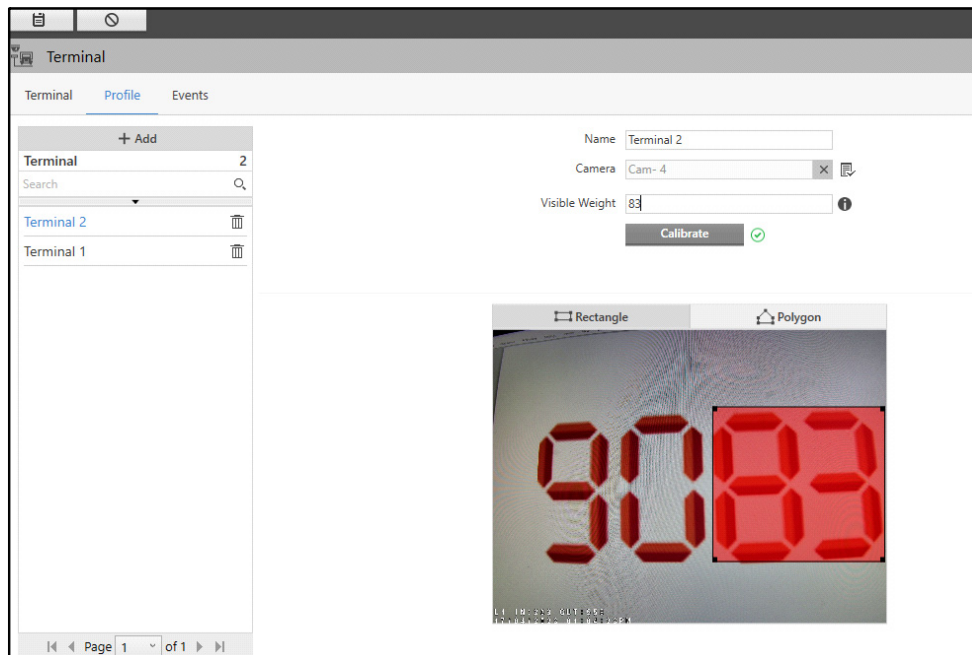 Terminal
Terminal Profile Events
+ Add
Terminal 2
Search
Terminal 2
Terminal 1
Page 1 of 1
Name Terminal 2
Camera Cam- 4
Visible Weight 83
Calibrate
Rectangle Polygon
9083